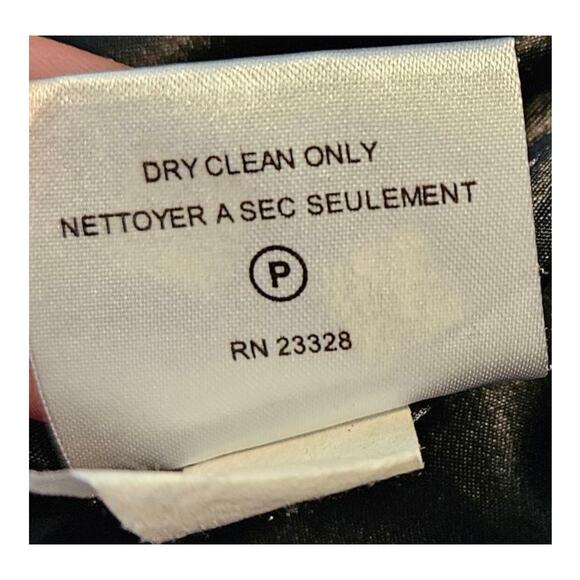 DRY CLEAN ONLY
NETTOYER A SEC SEULEMENT
P
RN 23328